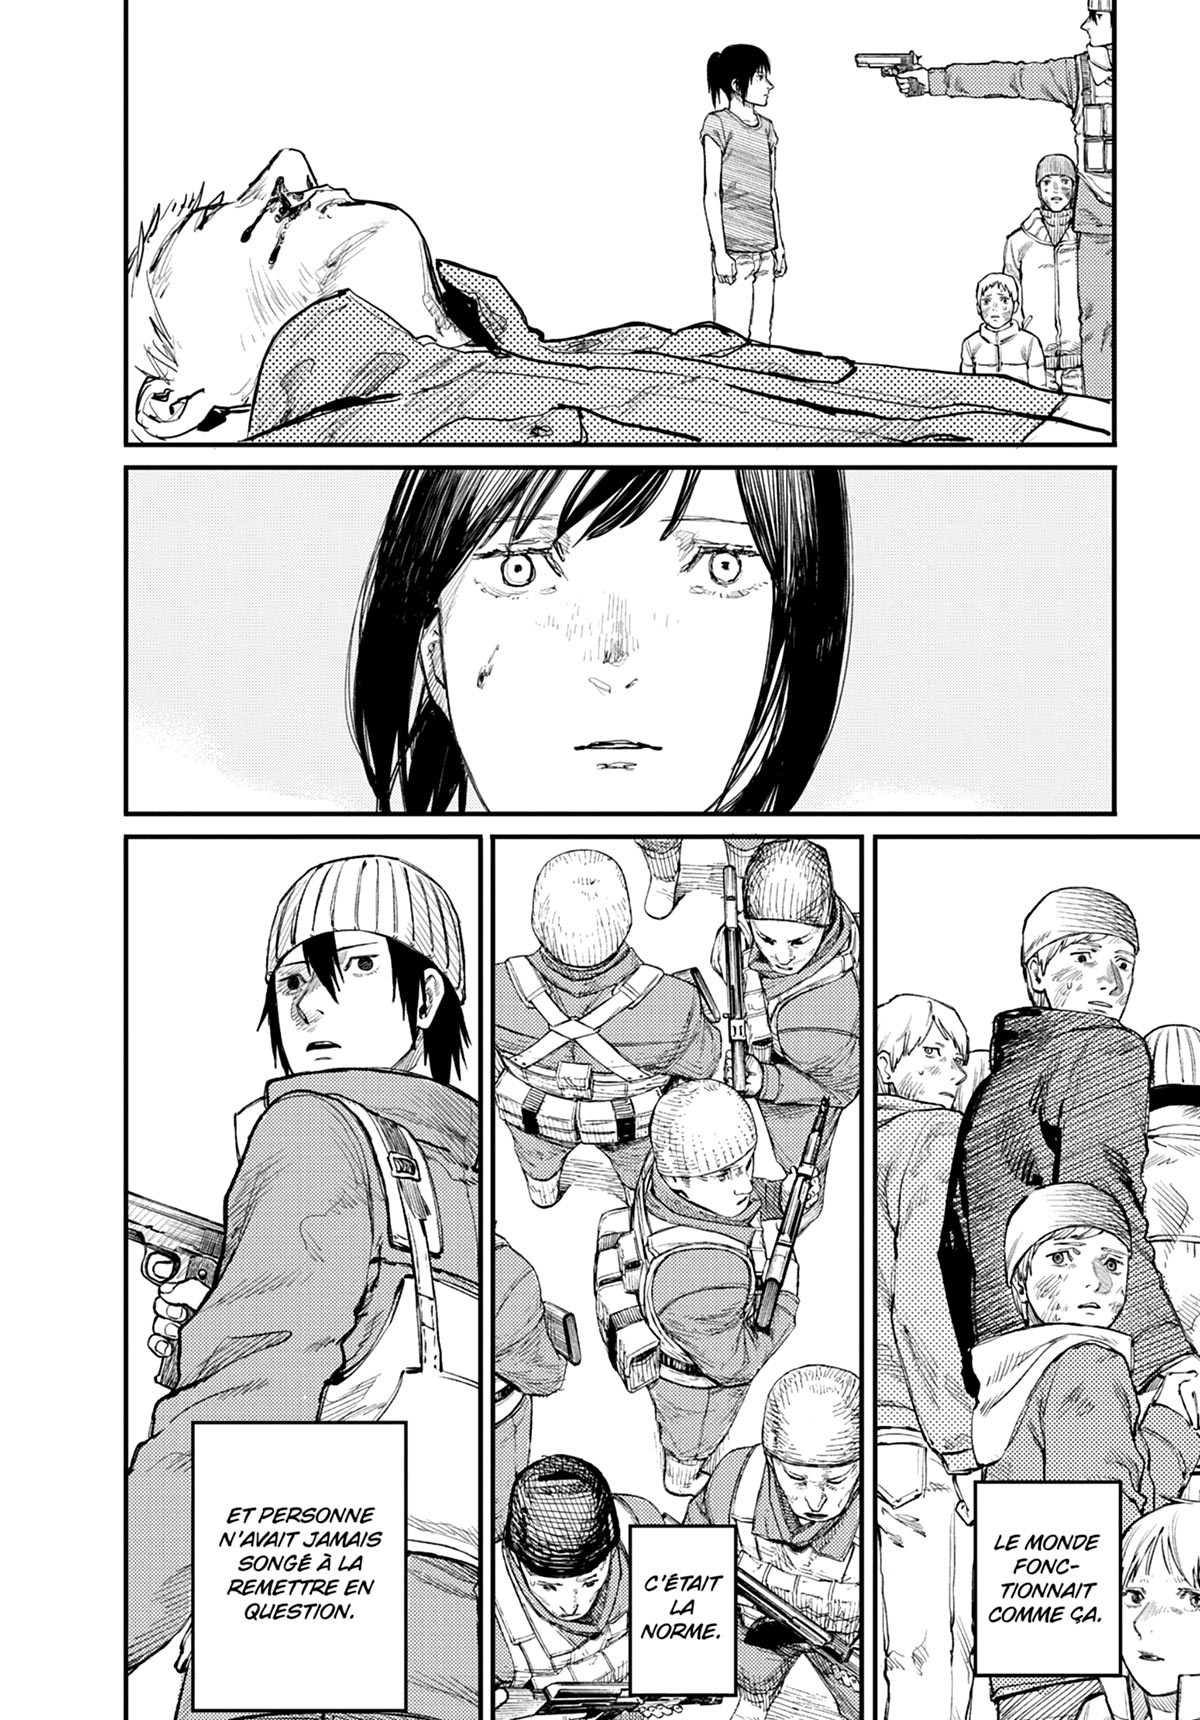 LE MONDE
FONC-
TIONNAIT
COMME ÇA.
C'ÉTAIT
LA
NORME.
ET PERSONNE
N'AVAIT JAMAIS
SONGÉ À LA
REMETTRE EN
QUESTION.